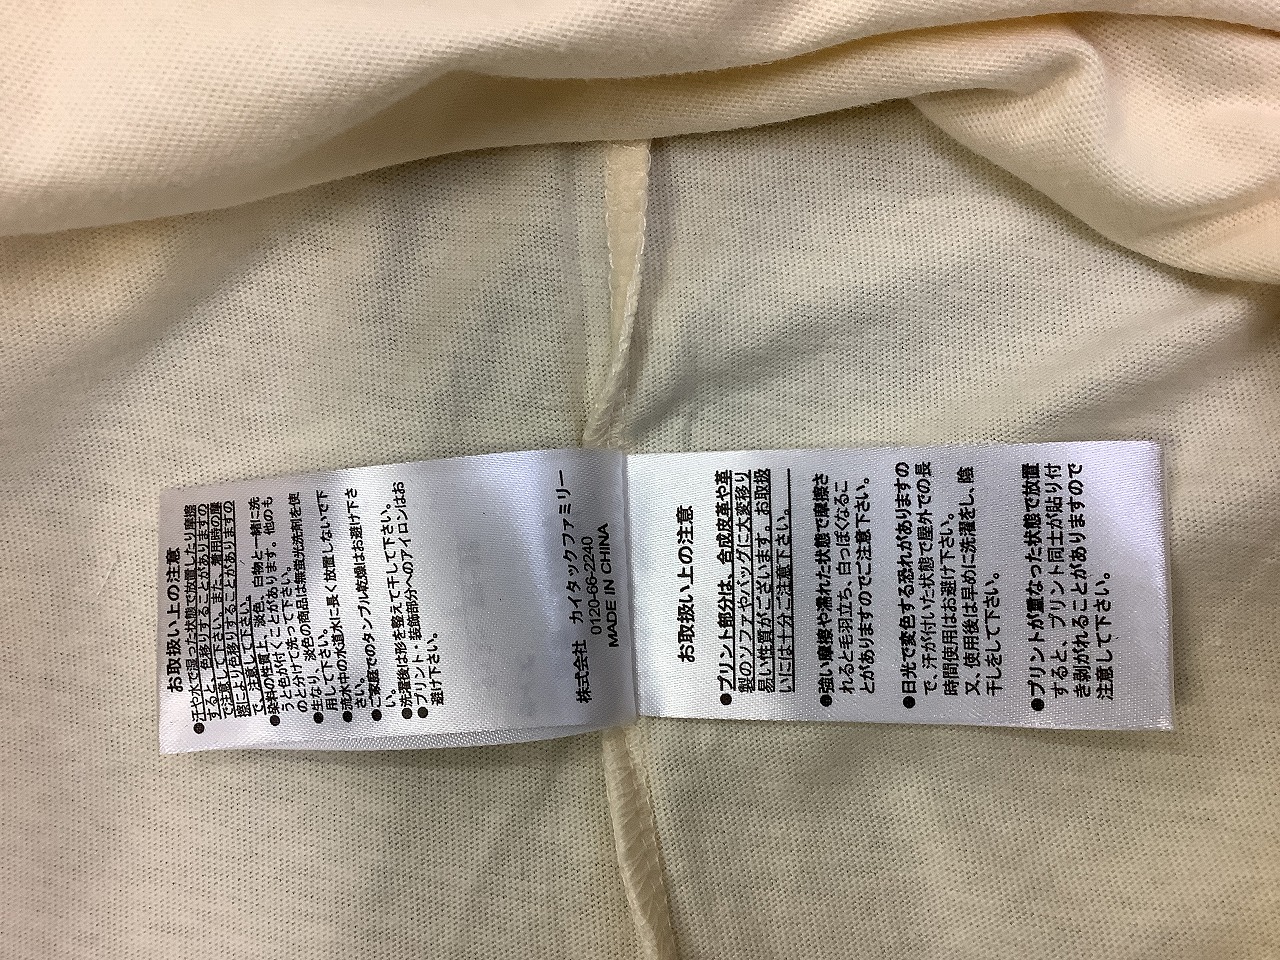 お取扱い上の注意
●汗や水で湿った状態で放置したり摩擦
すると、色移りすることがありますの
で注意して下さい。また、着用時の摩
擦により色移りすることがありますの
で、注意して下さい。
●染料の性質上、淡色、白物と一緒に洗
うと色が付くことがあります。他のも
のと分けて洗って下さい。
●生なり、淡色の商品は無蛍光洗剤を使
用して下さい。
●流水中の水道水に長く放置しないで下
さい。
●ご家庭でのタンブル乾燥はお避け下さ
い。
●洗濯後は形を整えて干して下さい。
●プリント・装飾部分へのアイロンはお
避け下さい。
株式会社 カイタックファミリー
0120-66-2240
MADE IN CHINA
お取扱い上の注意
●プリント部分は、合成皮革や革
製のソファやバッグに大変移り
易い性質がございます。お取扱
いには十分ご注意下さい。
●強い摩擦や濡れた状態で摩擦さ
れると毛羽立ち、白っぽくなるこ
とがありますのでご注意下さい。
●日光で変色する恐れがありますの
で、汗が付いた状態で屋外での長
時間使用はお避け下さい。
又、使用後は早めに洗濯をし、陰
干しをして下さい。
●プリントが重なった状態で放置
すると、プリント同士が貼り付
き剥がれることがありますので
注意して下さい。